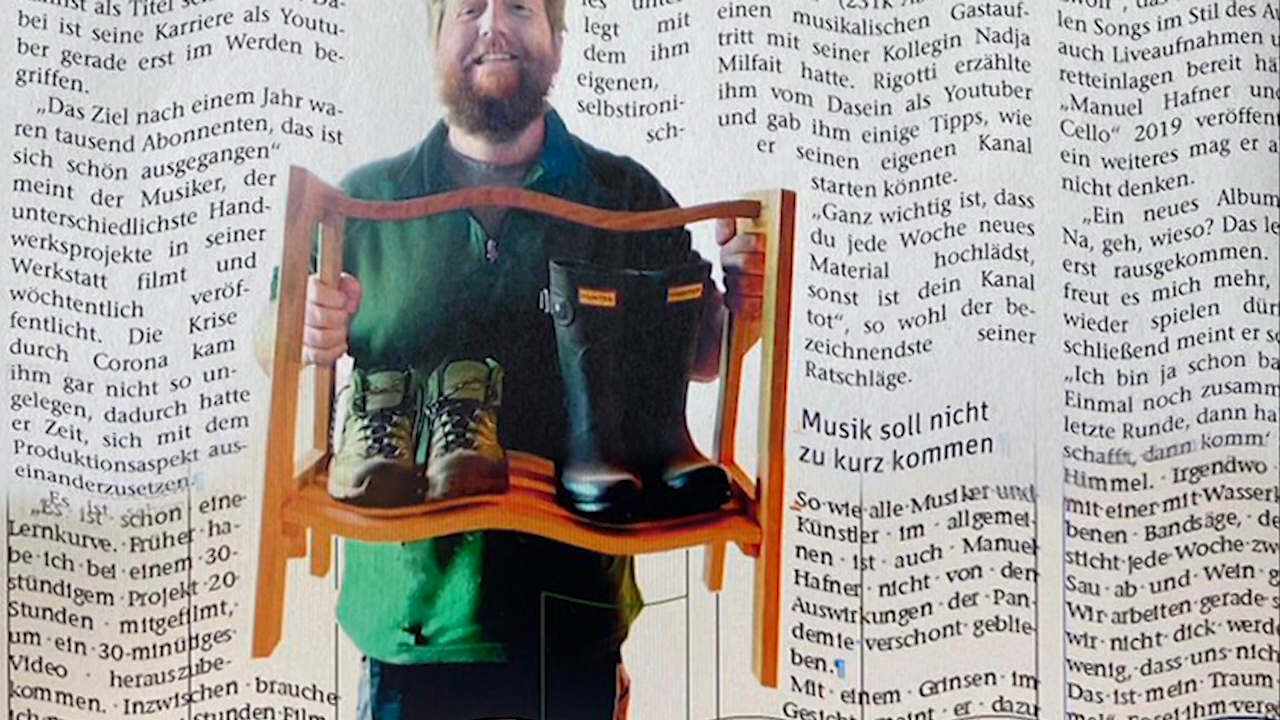 als Titel
bei ist seine Karriere als Youtu-
ber gerade erst im Werden be-
griffen.
„Das Ziel nach einem Jahr wa-
ren tausend Abonnenten, das ist
sich schön ausgegangen“
meint der Musiker, der
unterschiedlichste Hand-
werksprojekte in seiner
Werkstatt filmt und
wöchtentlich veröf-
fentlicht. Die Krise
durch Corona kam
ihm gar nicht so un-
gelegen, dadurch hatte
er Zeit, sich mit dem
Produktionsaspekt aus-
einanderzusetzen.
„Es ist schon eine
Lernkurve. Früher ha-
be ich bei einem 30-
stündigem Projekt 20
Stunden mitgefilmt,
um ein 30-minütiges
Video herauszube-
kommen. Inzwischen brauche
ich stunden Film
legt mit
dem ihm
eigenen,
selbstironi-
sch-
HUNTER
HUNTER
einen musikalischen Gastauf-
tritt mit seiner Kollegin Nadja
Milfait hatte. Rigotti erzählte
ihm vom Dasein als Youtuber
und gab ihm einige Tipps, wie
er seinen eigenen Kanal
starten könnte.
„Ganz wichtig ist, dass
du jede Woche neues
Material hochlädst,
sonst ist dein Kanal
tot“, so wohl der be-
zeichnendste seiner
Ratschläge.
Musik soll nicht
zu kurz kommen
So wie alle Musiker und
Künstler im allgemei-
nen ist auch Manuel
Hafner nicht von den
Auswirkungen der Pan-
demie verschont geblie-
ben.
Mit einem Grinsen im
Gesicht meint er dazu
len Songs im Stil des
auch Liveaufnahmen
retteinlagen bereit
„Manuel Hafner und
Cello“ 2019
ein weiteres mag er
nicht denken.
„Ein neues Album
Na, geh, wieso? Das
erst rausgekommen.
freut es mich mehr,
wieder spielen
schließend meint er
„Ich bin ja schon
Einmal noch
letzte Runde, dann
schafft, dann komm‘
Himmel. Irgendwo
mit einer mit
benen Bandsäge,
sticht jede Woche
Sau ab und Wein
Wir arbeiten gerade
wir nicht dick
wenig, dass uns
Das ist mein Traum